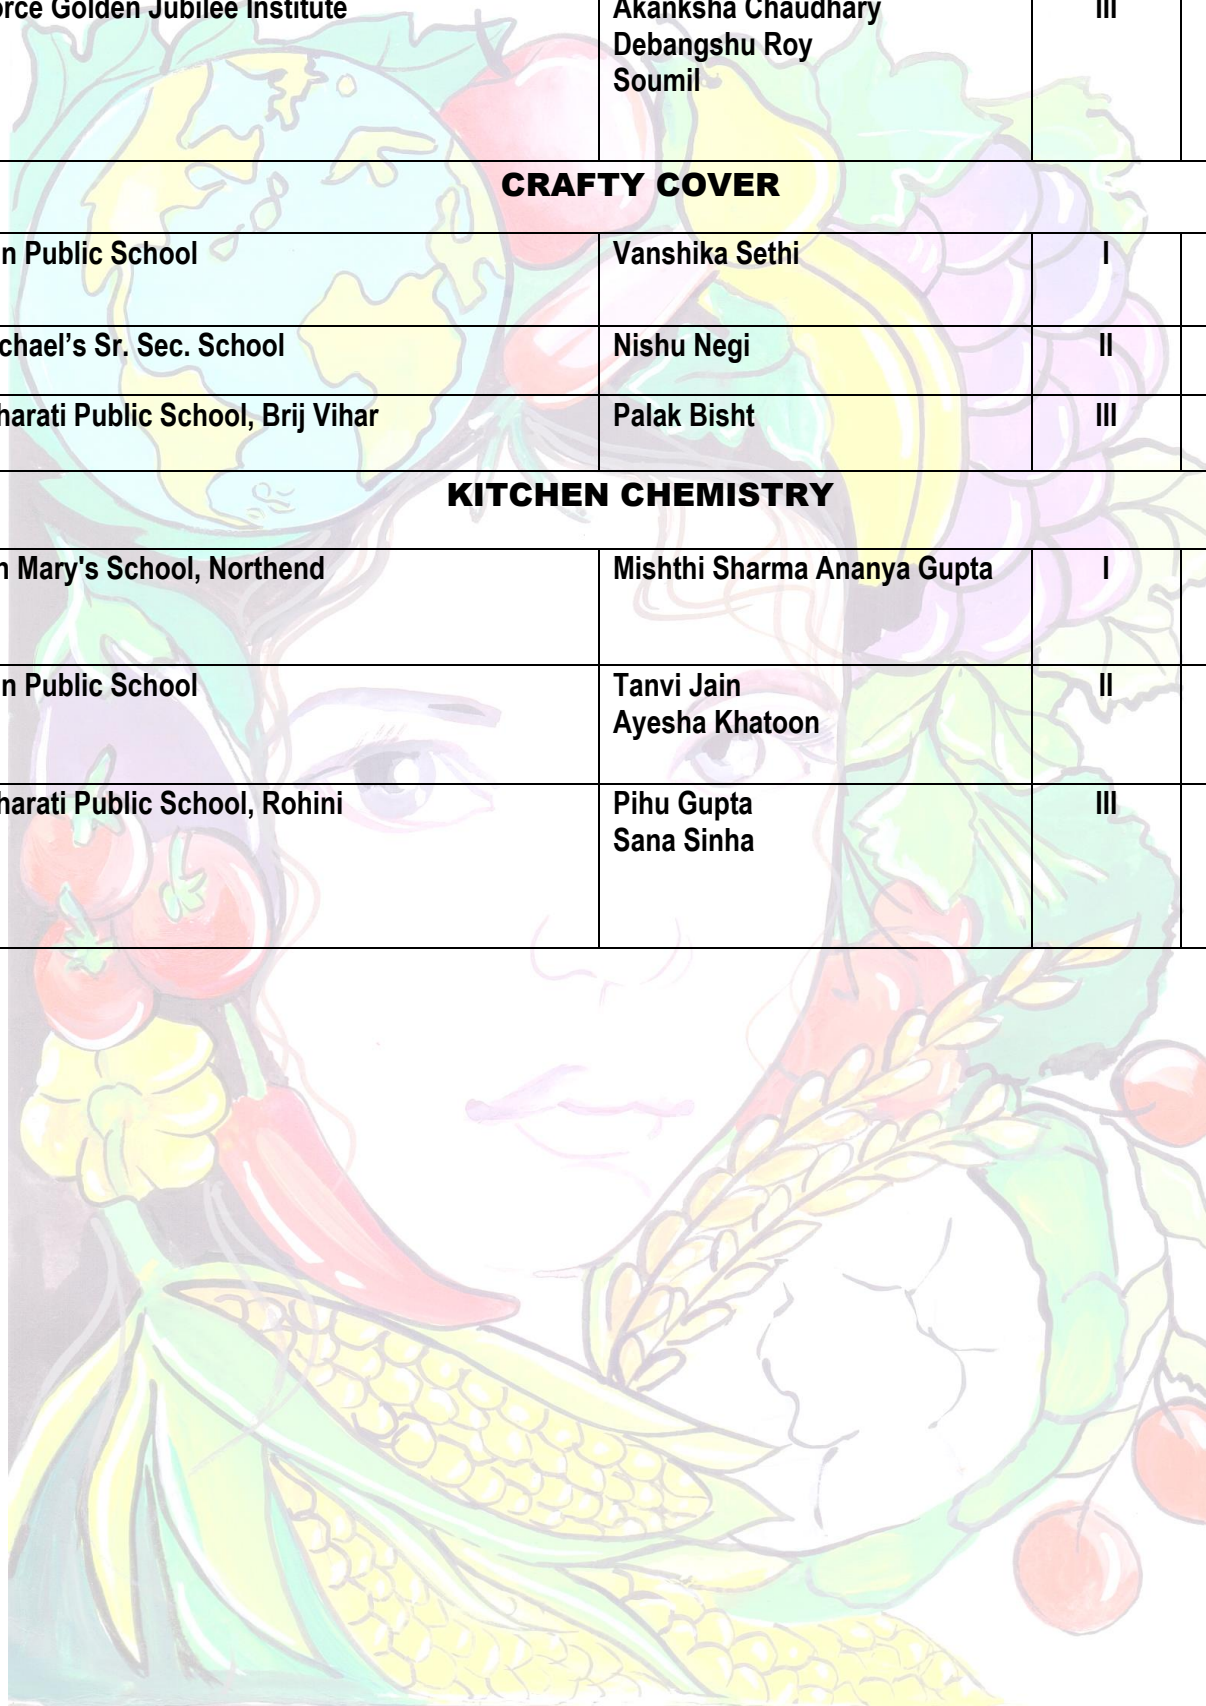 Golden Jubilee Institute Akanksha Chaudhary III
Debangshu Roy
Soumil
CRAFTY COVER
n Public School Vanshika Sethi I
chael’s Sr. Sec. School Nishu Negi II
harati Public School, Brij Vihar Palak Bisht III
KITCHEN CHEMISTRY
n Mary's School, Northend Mishthi Sharma Ananya Gupta I
n Public School Tanvi Jain II
Ayesha Khatoon
harati Public School, Rohini Pihu Gupta III
Sana Sinha